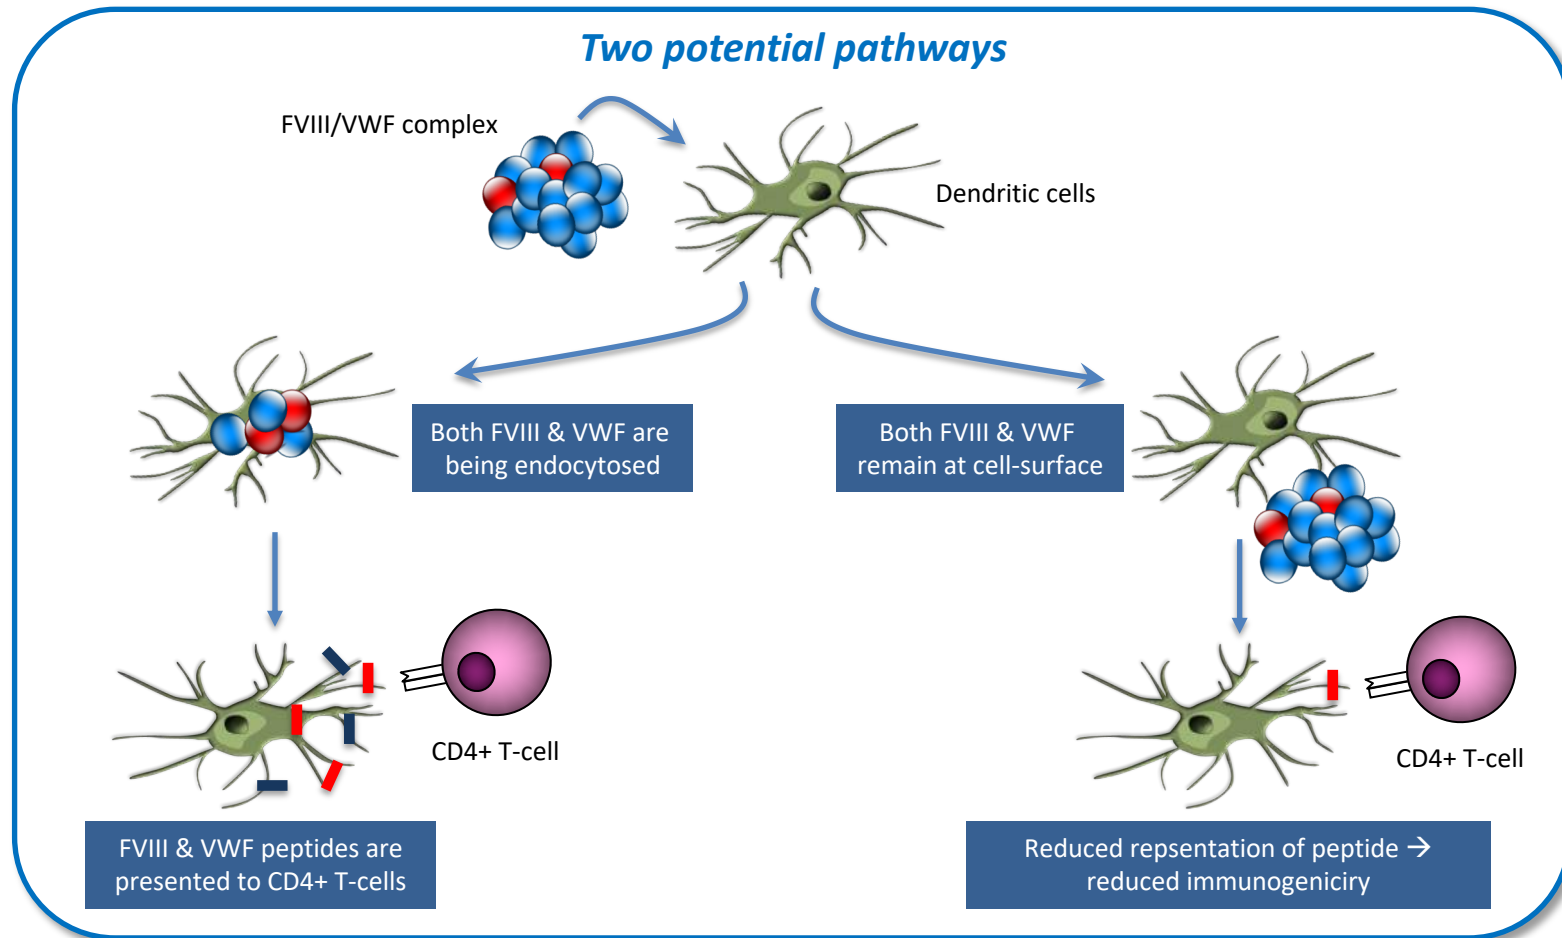 Two potential pathways
FVIII/VWF complex
Dendritic cells
Both FVIII & VWF are
being endocytosed
Both FVIII & VWF
remain at cell-surface
CD4+ T-cell
CD4+ T-cell
FVIII & VWF peptides are
presented to CD4+ T-cells
Reduced repsentation of peptide →
reduced immunogeniciry